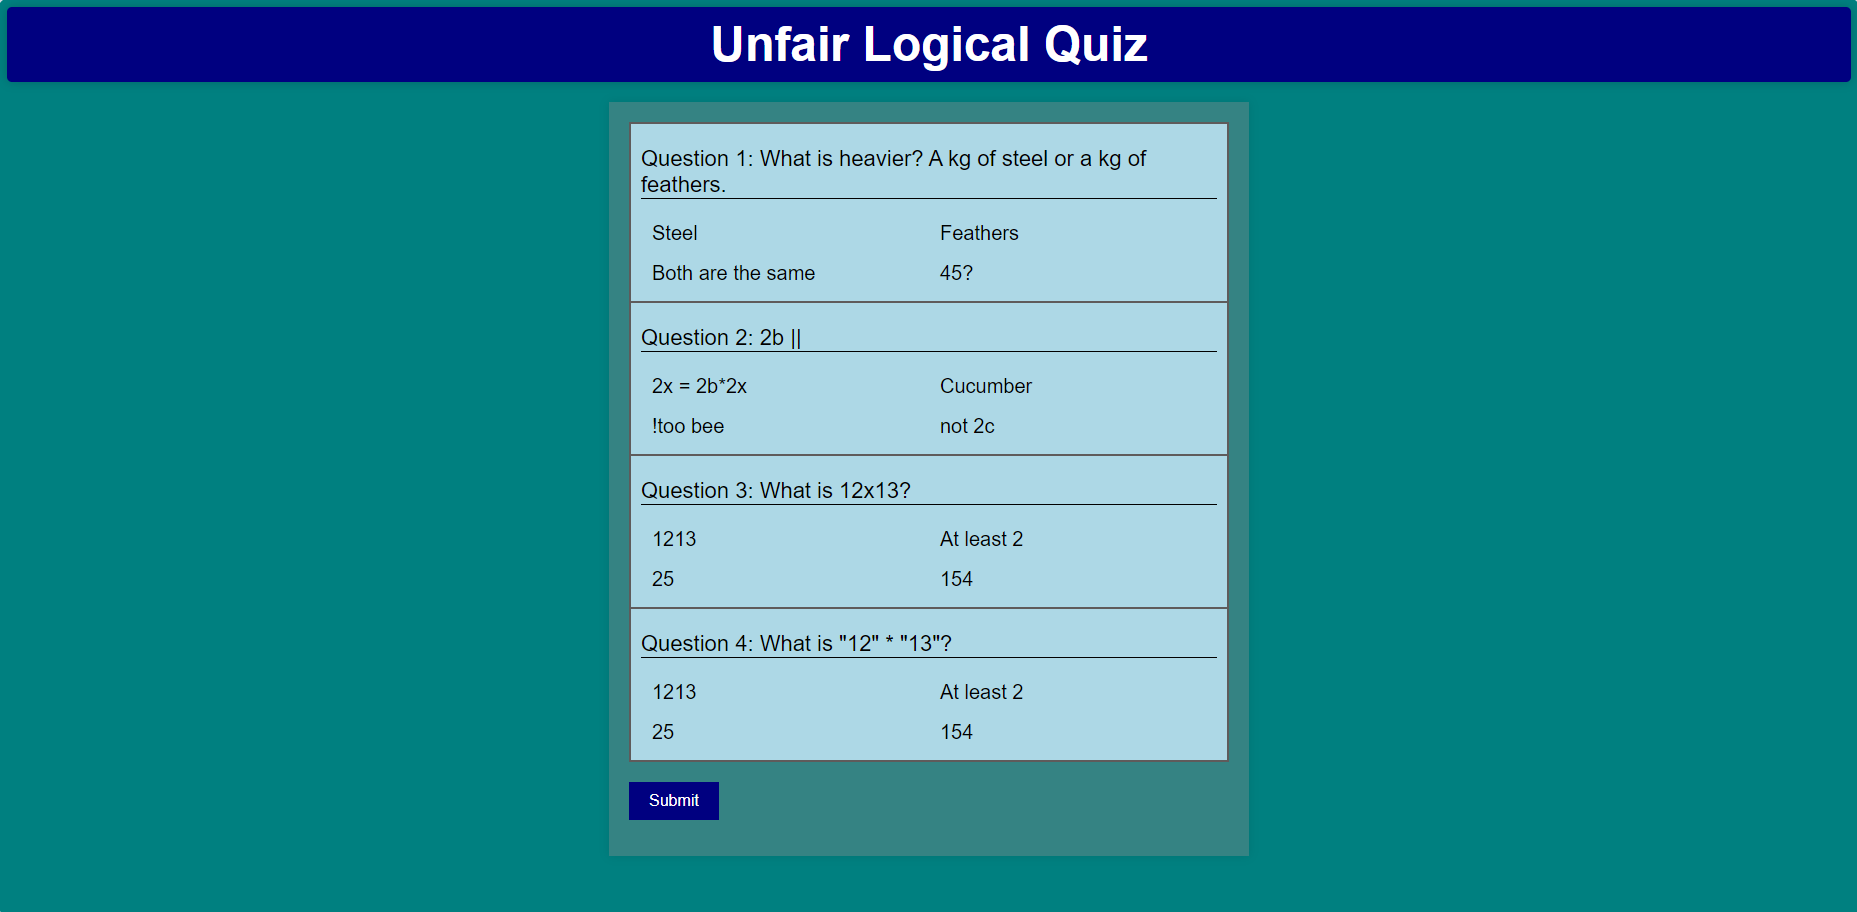 Unfair Logical Quiz
Question 1: What is heavier? A kg of steel or a kg of
feathers.
Steel
Feathers
Both are the same
45?
Question 2: 2b ||
2x = 2b*2x
Cucumber
!too bee
not 2c
Question 3: What is 12x13?
1213
At least 2
25
154
Question 4: What is "12" * "13"?
1213
At least 2
25
154
Submit